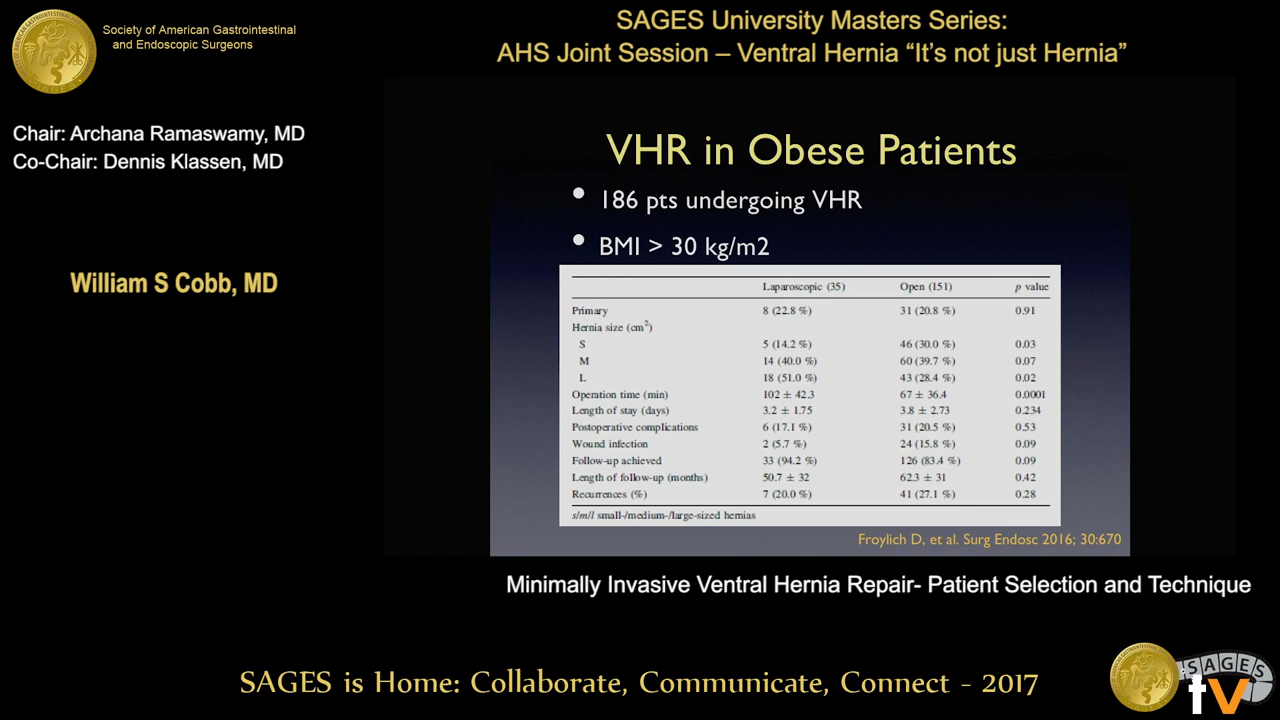 Society of American Gastrointestinal
and Endoscopic Surgeons
SAGES University Masters Series:
AHS Joint Session – Ventral Hernia “It’s not just Hernia”
Chair: Archana Ramaswamy, MD
Co-Chair: Dennis Klassen, MD
William S Cobb, MD
VHR in Obese Patients
• 186 pts undergoing VHR
• BMI > 30 kg/m2
Laparoscopic (35) Open (151) p value
Primary 8 (22.8 %) 31 (20.8 %) 0.91
Hernia size (cm2)
S 5 (14.2 %) 46 (30.0 %) 0.03
M 14 (40.0 %) 60 (39.7 %) 0.07
L 18 (51.0 %) 43 (28.4 %) 0.02
Operation time (min) 102 ± 42.3 67 ± 36.4 0.0001
Length of stay (days) 3.2 ± 1.75 3.8 ± 2.73 0.234
Postoperative complications 6 (17.1 %) 31 (20.5 %) 0.53
Wound infection 2 (5.7 %) 24 (15.8 %) 0.09
Follow-up achieved 33 (94.2 %) 126 (83.4 %) 0.09
Length of follow-up (months) 50.7 ± 32 62.3 ± 31 0.42
Recurrences (%) 7 (20.0 %) 41 (27.1 %) 0.28
s/m/l small-/medium-/large-sized hernias
Froylich D, et al. Surg Endosc 2016; 30:670
Minimally Invasive Ventral Hernia Repair- Patient Selection and Technique
SAGES is Home: Collaborate, Communicate, Connect - 2017
SAGES
tv